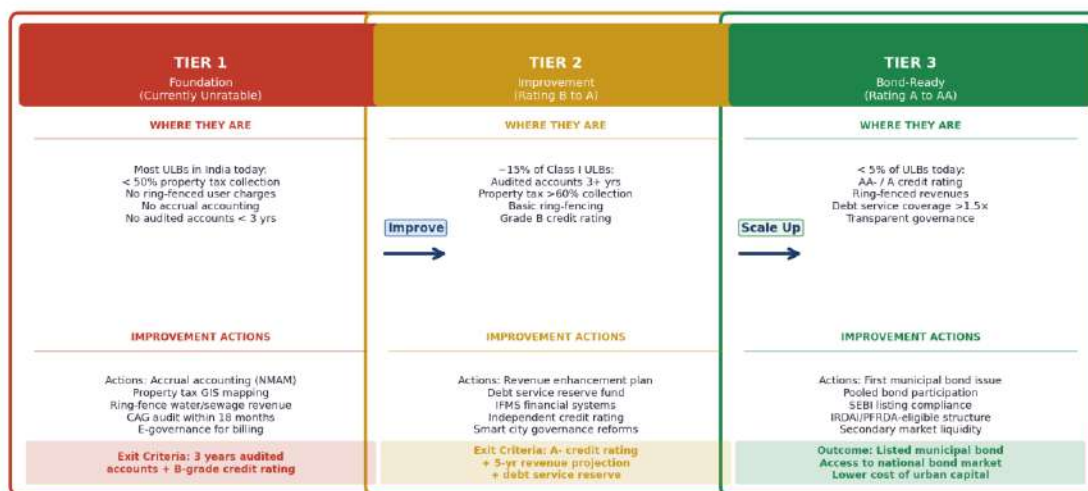 TIER 1
Foundation
(Currently Unratable)
WHERE THEY ARE
Most ULBs in India today:
< 50% property tax collection
No ring-fenced user charges
No accrual accounting
No audited accounts < 3 yrs
IMPROVEMENT ACTIONS
Actions: Accrual accounting (NMAM)
Property tax GIS mapping
Ring-fence water/sewage revenue
CAG audit within 18 months
E-governance for billing
Exit Criteria: 3 years audited
accounts + B-grade credit rating
Improve
TIER 2
Improvement
(Rating B to A)
WHERE THEY ARE
~15% of Class I ULBs:
Audited accounts 3+ yrs
Property tax >60% collection
Basic ring-fencing
Grade B credit rating
IMPROVEMENT ACTIONS
Actions: Revenue enhancement plan
Debt service reserve fund
IFMS financial systems
Independent credit rating
Smart city governance reforms
Exit Criteria: A- credit rating
+ 5-yr revenue projection
+ debt service reserve
Scale Up
TIER 3
Bond-Ready
(Rating A to AA)
WHERE THEY ARE
< 5% of ULBs today:
AA- / A credit rating
Ring-fenced revenues
Debt service coverage >1.5x
Transparent governance
IMPROVEMENT ACTIONS
Actions: First municipal bond issue
Pooled bond participation
SEBI listing compliance
IRDAI/PFRDA-eligible structure
Secondary market liquidity
Outcome: Listed municipal bond
Access to national bond market
Lower cost of urban capital